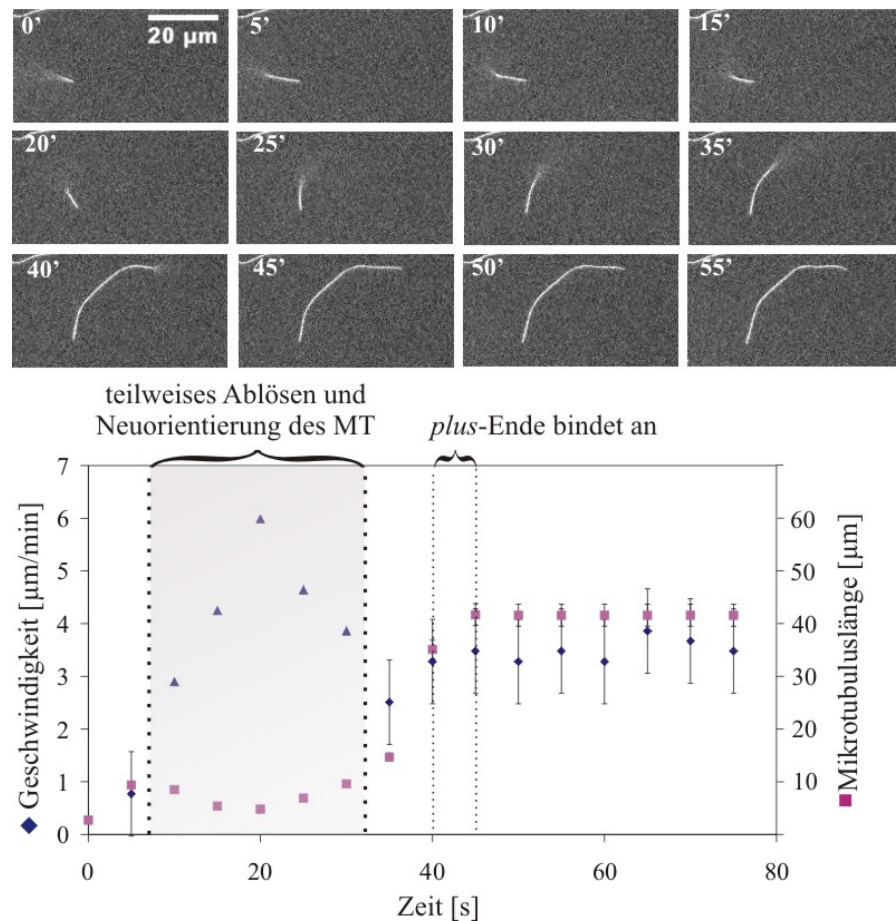 0’ 20 µm 5’ 10’ 15’
20’ 25’ 30’ 35’
40’ 45’ 50’ 55’
teilweises Ablösen und
Neuorientierung des MT
plus-Ende bindet an
Geschwindigkeit [µm/min]
7
6
5
4
3
2
1
0
60
50
40
30
20
10
Mikrotubuluslänge [µm]
0 20 40 60 80
Zeit [s]